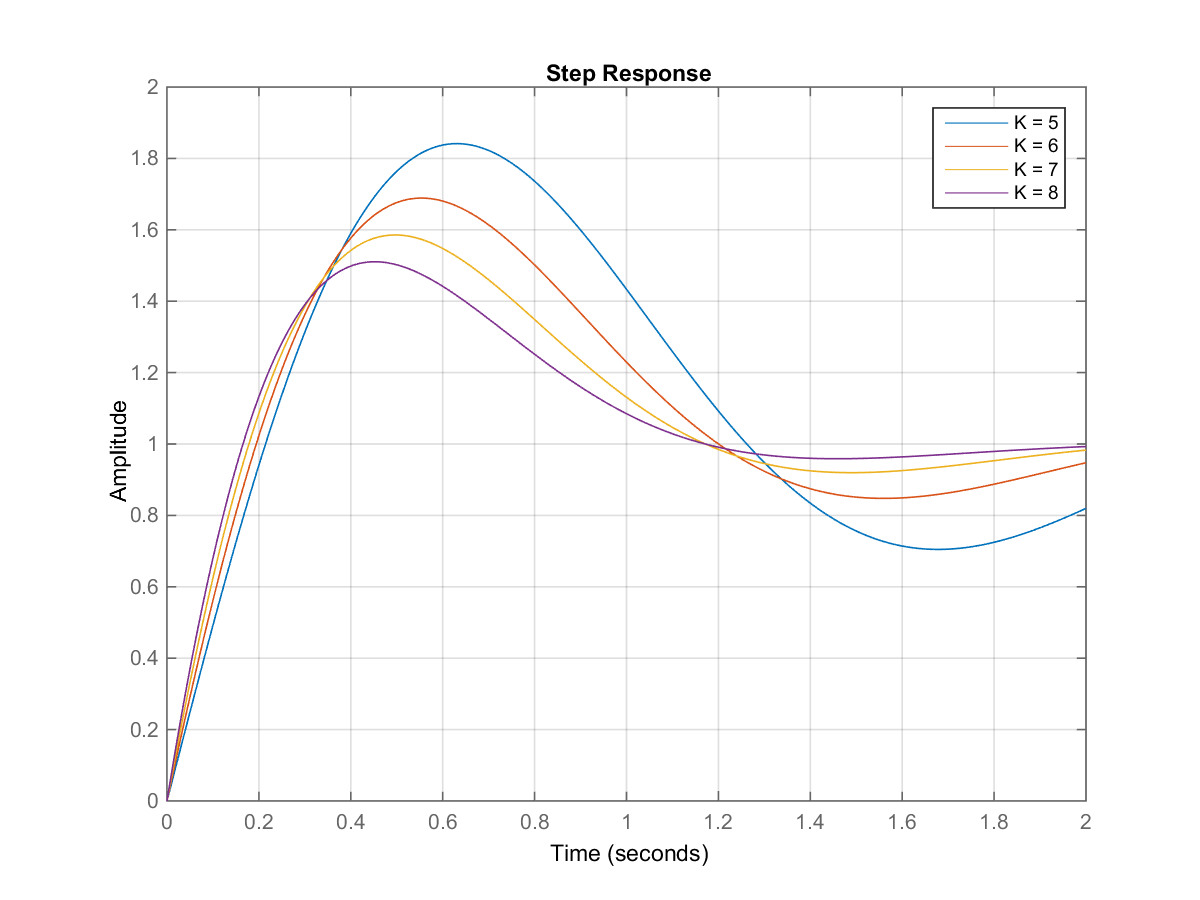 Step Response
K = 5
K = 6
K = 7
K = 8
2
1.8
1.6
1.4
1.2
1
0.8
0.6
0.4
0.2
0
Amplitude
0 0.2 0.4 0.6 0.8 1 1.2 1.4 1.6 1.8 2
Time (seconds)